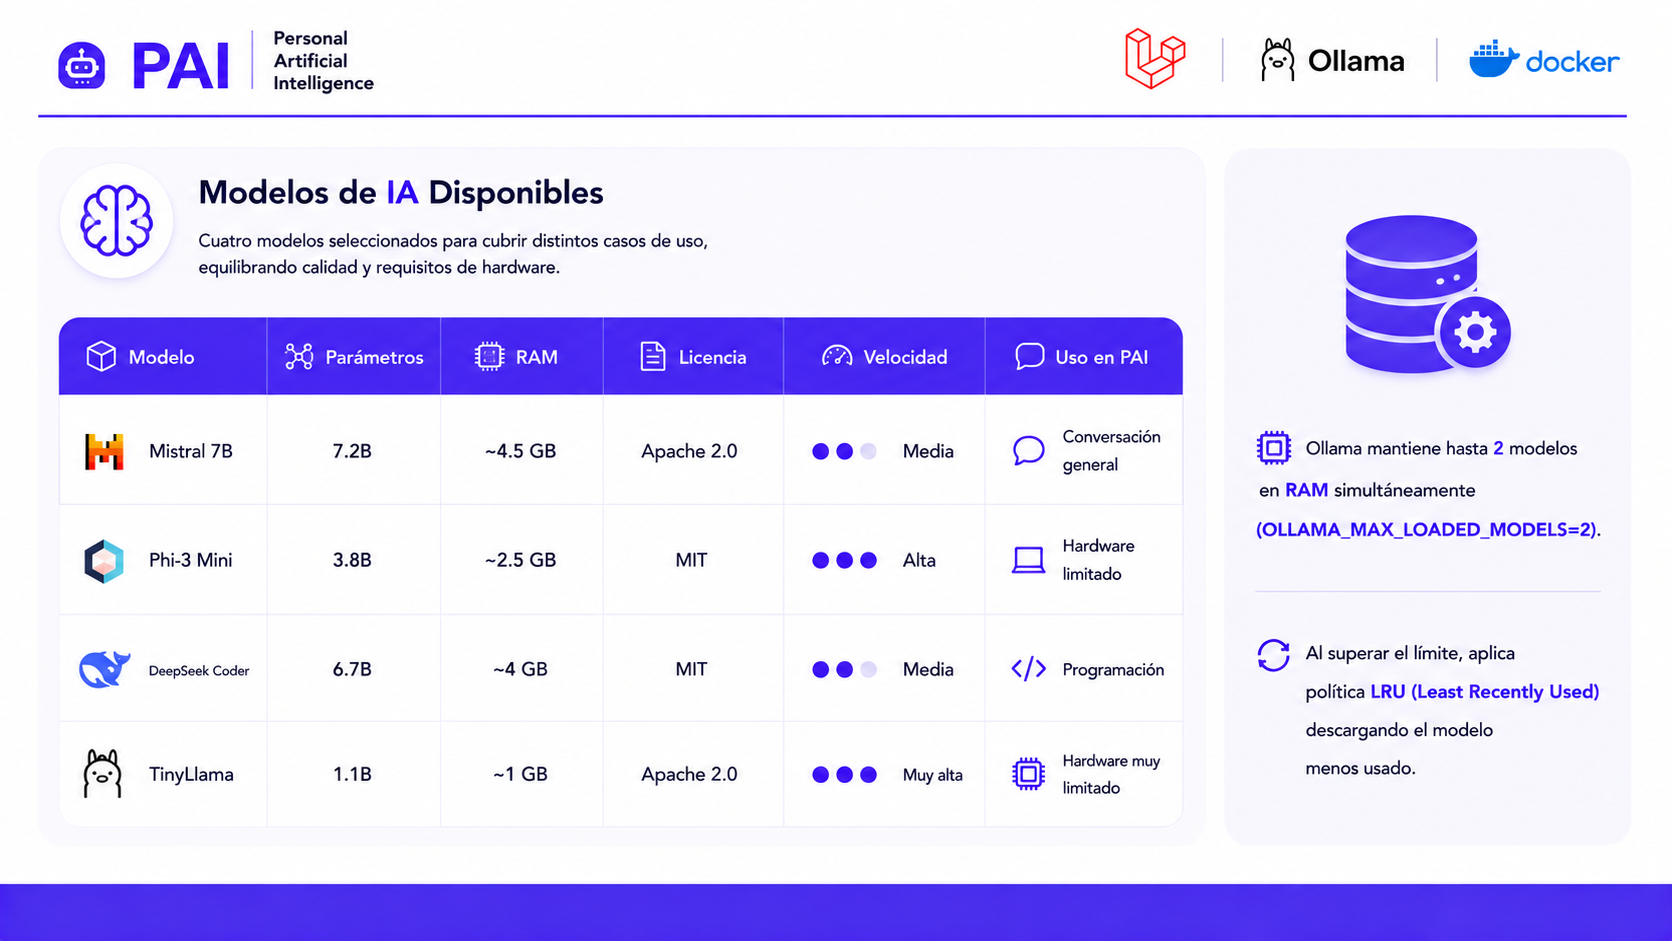 PAI
Personal
Artificial
Intelligence
Ollama
docker
Modelos de IA Disponibles
Cuatro modelos seleccionados para cubrir distintos casos de uso,
equilibrando calidad y requisitos de hardware.
Modelo Parámetros RAM Licencia Velocidad Uso en PAI
Mistral 7B 7.2B ~4.5 GB Apache 2.0 Media Conversación
general
Phi-3 Mini 3.8B ~2.5 GB MIT Alta Hardware
limitado
DeepSeek Coder 6.7B ~4 GB MIT Media Programación
TinyLlama 1.1B ~1 GB Apache 2.0 Muy alta Hardware muy
limitado
Ollama mantiene hasta 2 modelos
en RAM simultáneamente
(OLLAMA_MAX_LOADED_MODELS=2).
Al superar el límite, aplica
política LRU (Least Recently Used)
descargando el modelo
menos usado.